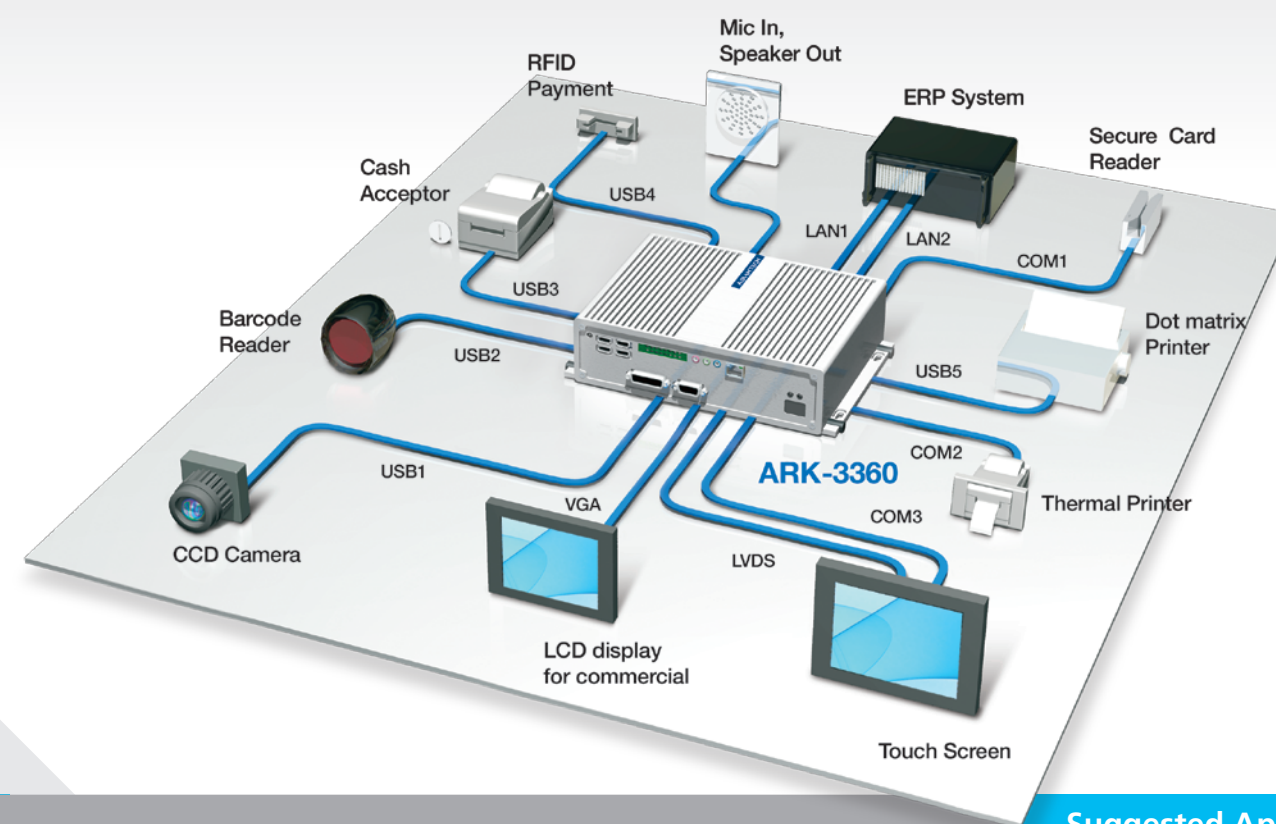 Mic In,
Speaker Out
RFID
Payment
ERP System
Secure Card
Reader
Cash
Acceptor
USB4
LAN1
LAN2
COM1
ADVANTECH
USB3
Barcode
Reader
USB2
Dot matrix
Printer
USB5
COM2
ARK-3360
USB1
VGA
COM3
Thermal Printer
CCD Camera
LVDS
LCD display
for commercial
Touch Screen